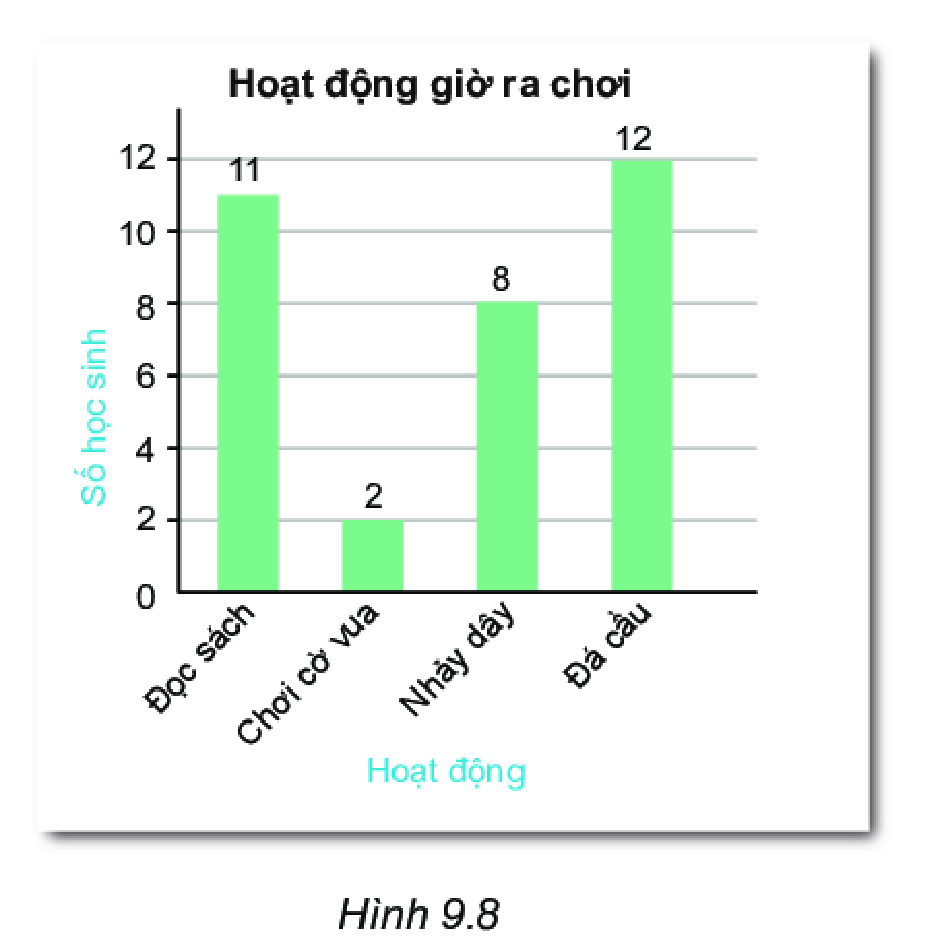 Hoạt động giờ ra chơi
12
11
12
10
8
8
6
4
2
2
0
Số học sinh
Đọc sách
Chơi cờ vua
Nhảy dây
Đá cầu
Hoạt động
Hình 9.8